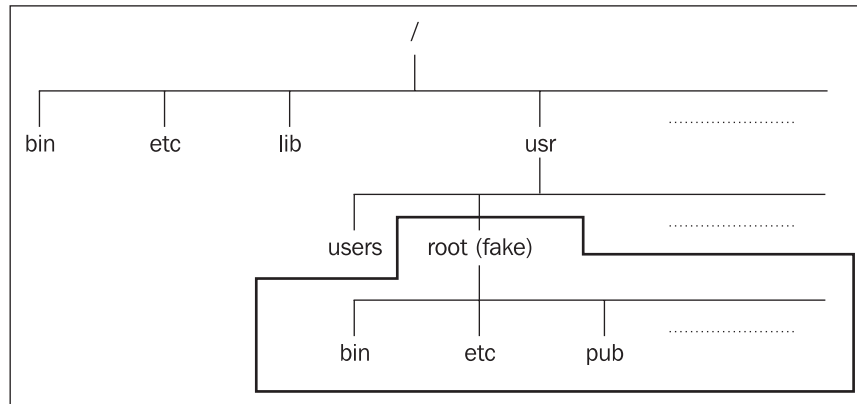 /
bin etc lib usr ........................
users root (fake) ........................
bin etc pub ........................